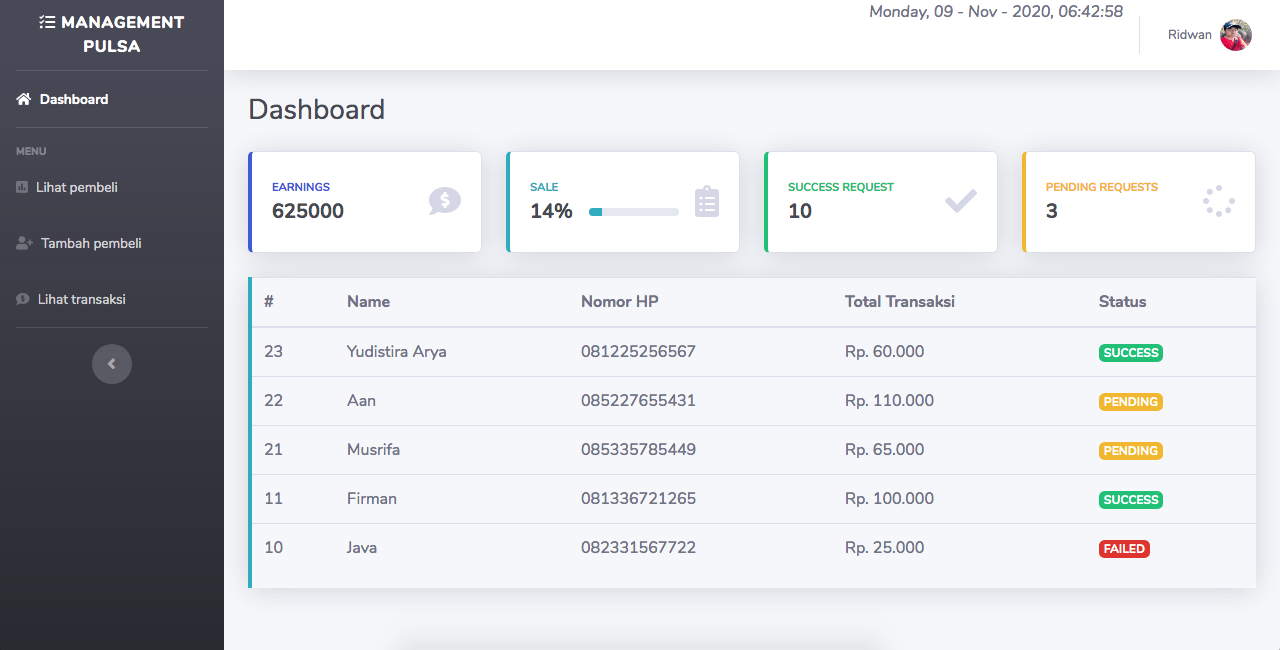 MANAGEMENT
PULSA
Monday, 09 - Nov - 2020, 06:42:58
Ridwan
Dashboard
MENU
Lihat pembeli
Tambah pembeli
Lihat transaksi
Dashboard
EARNINGS
625000
SALE
14%
SUCCESS REQUEST
10
PENDING REQUESTS
3
# Name Nomor HP Total Transaksi Status
23 Yudistira Arya 081225256567 Rp. 60.000 SUCCESS
22 Aan 085227655431 Rp. 110.000 PENDING
21 Musrifa 085335785449 Rp. 65.000 PENDING
11 Firman 081336721265 Rp. 100.000 SUCCESS
10 Java 082331567722 Rp. 25.000 FAILED